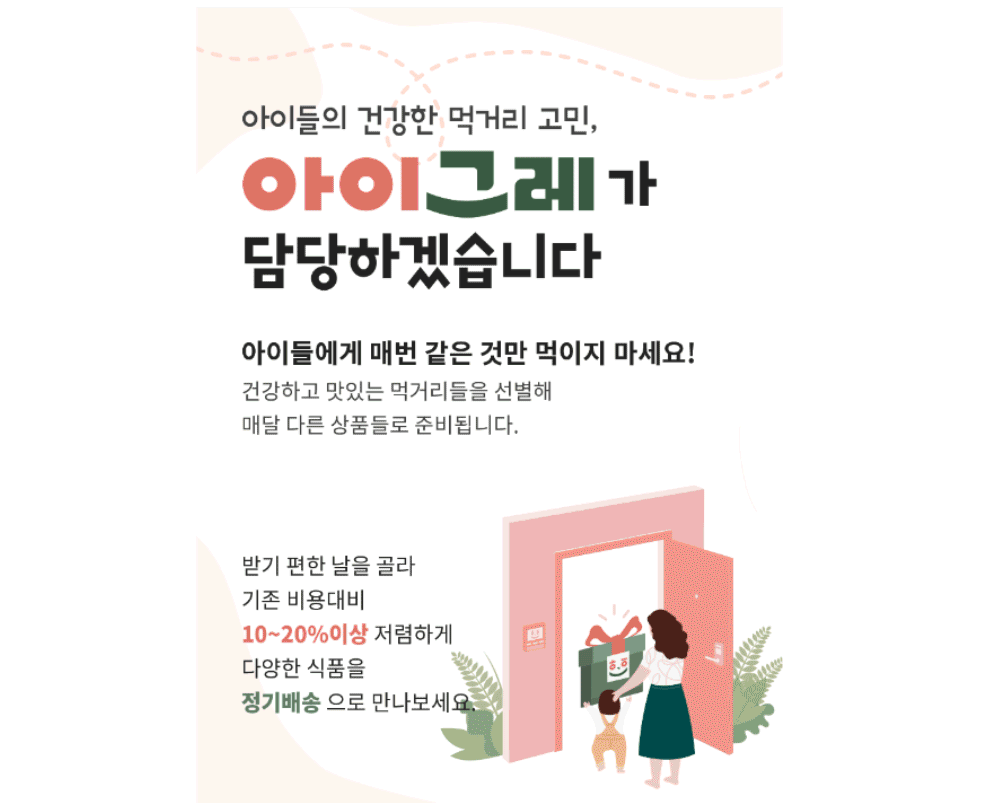 아이들의 건강한 먹거리 고민,
아이그레가
담당하겠습니다
아이들에게 매번 같은 것만 먹이지 마세요!
건강하고 맛있는 먹거리들을 선별해
매달 다른 상품들로 준비됩니다.
받기 편한 날을 골라
기존 비용대비
10~20%이상 저렴하게
다양한 식품을
정기배송 으로 만나보세요.